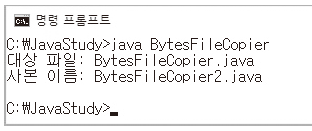 명령 프롬프트
C:₩JavaStudy>java BytesFileCopier
대상 파일: BytesFileCopier.java
사본 이름: BytesFileCopier2.java
C:₩JavaStudy>_